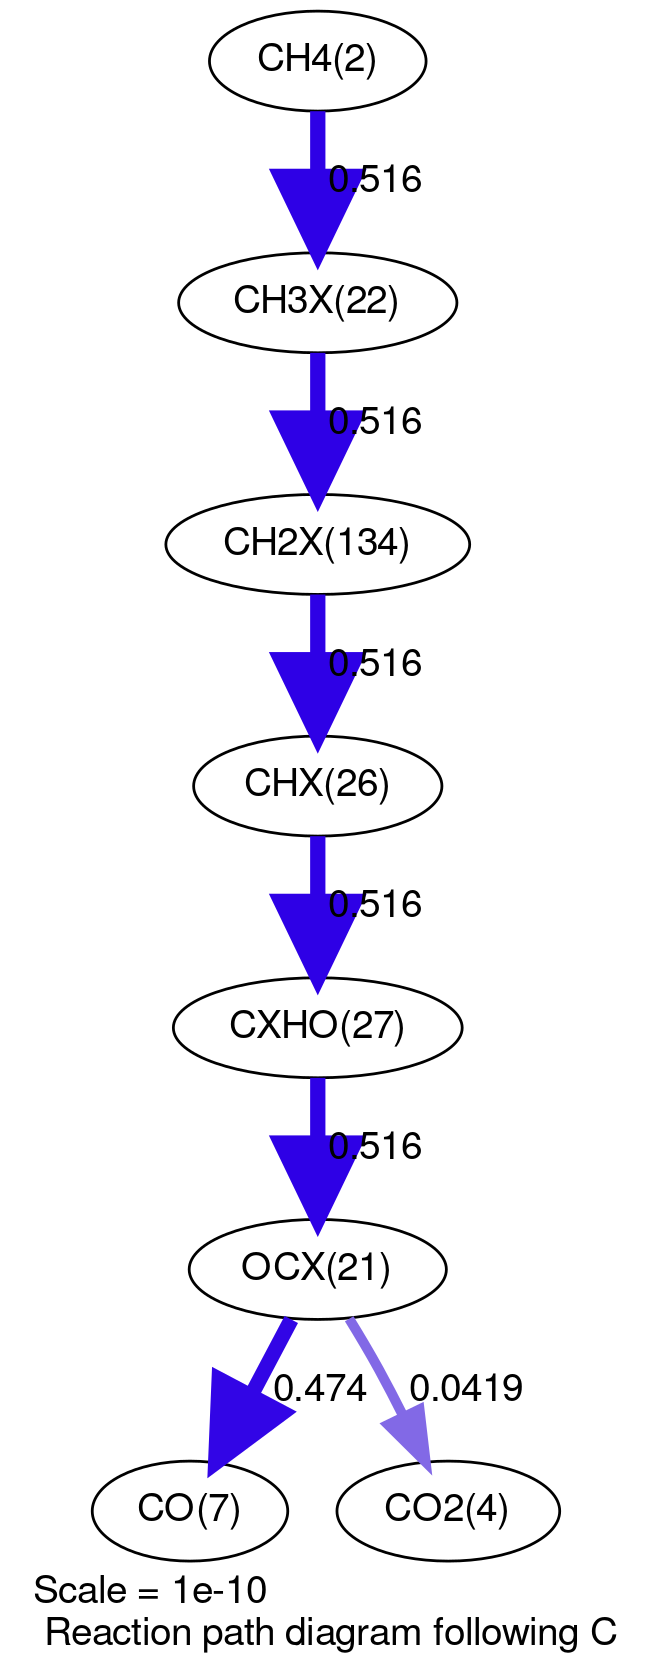 CH4(2)
0.516
CH3X(22)
0.516
CH2X(134)
0.516
CHX(26)
0.516
CXHO(27)
0.516
OCX(21)
0.474 0.0419
CO(7) CO2(4)
Scale = 1e-10
Reaction path diagram following C